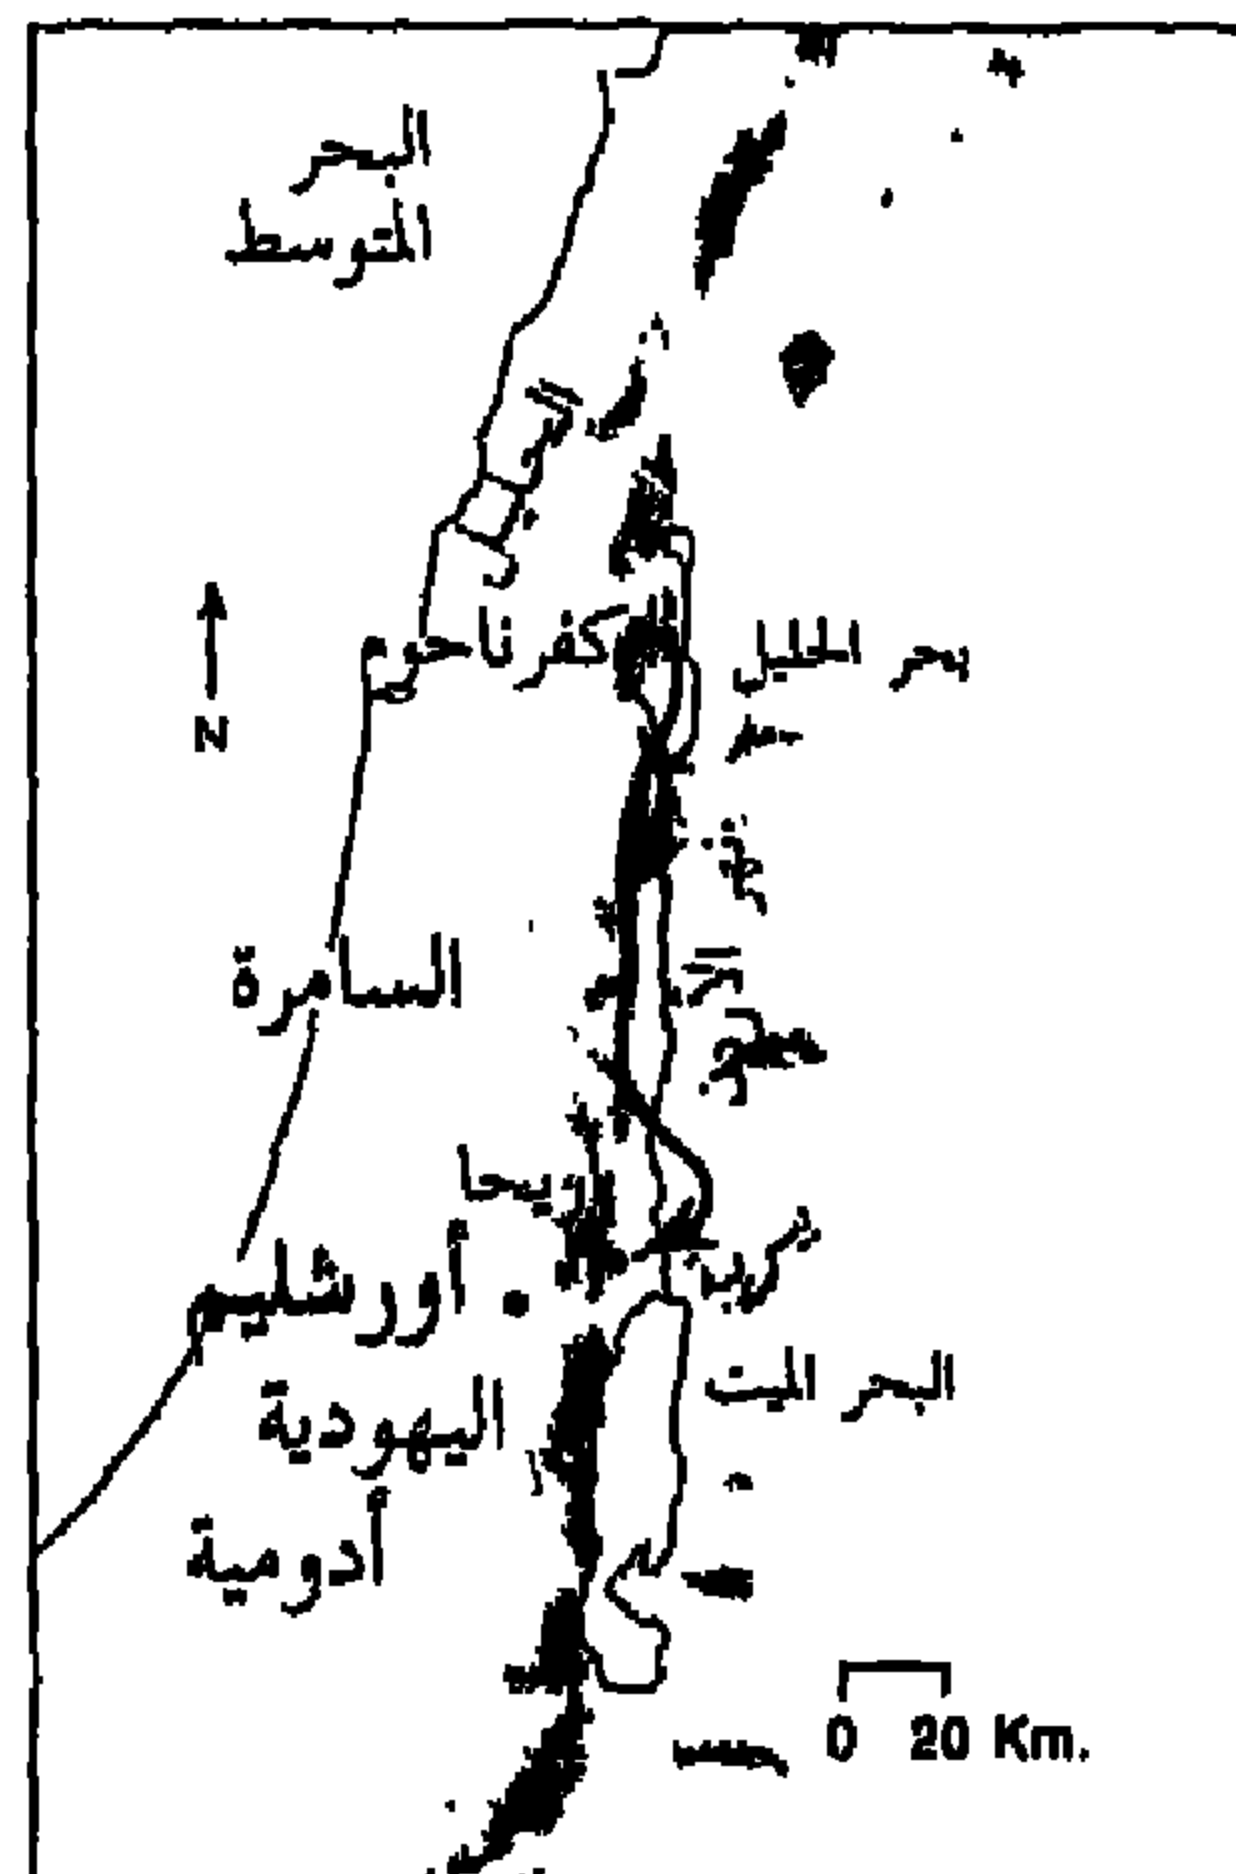 البحر
المتوسط
كفرناحوم
بحر الجليل
N
السامرة
أريحا
أورشليم
البحر الميت
اليهودية
أدومية
0 20 Km.